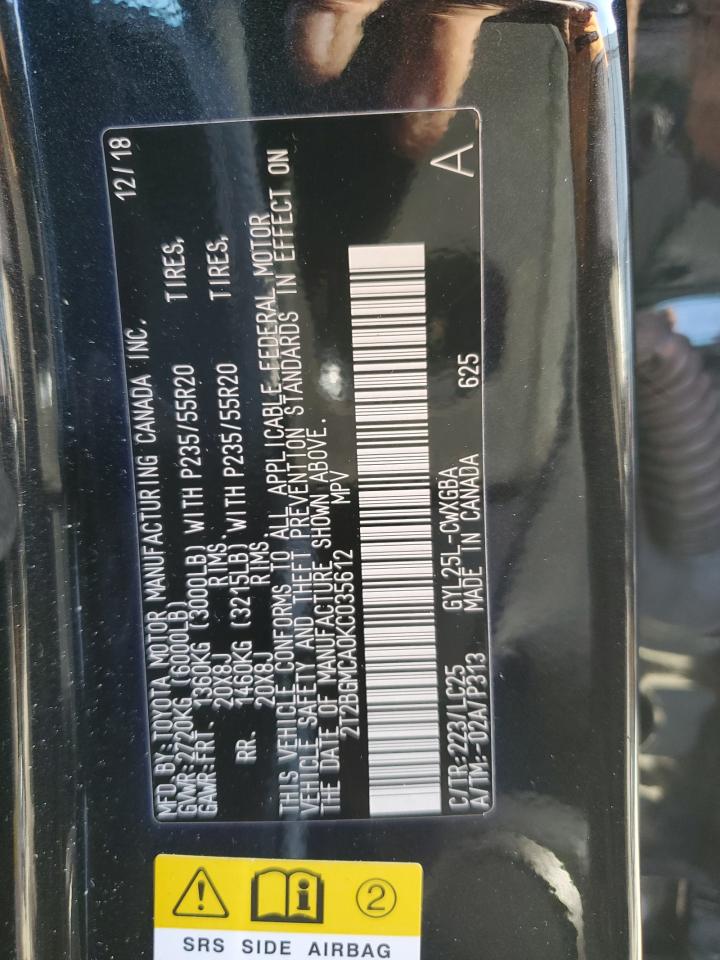 MFD. BY: TOYOTA MOTOR MANUFACTURING CANADA INC. 12/18
GVWR: 2720KG (6000LB)
GAWR: FRT. 1360KG (3000LB) WITH P235/55R20 TIRES,
20X8J RIMS.
RR. 1460KG (3215LB) WITH P235/55R20 TIRES,
20X8J RIMS
THIS VEHICLE CONFORMS TO ALL APPLICABLE FEDERAL MOTOR
VEHICLE SAFETY AND THEFT PREVENTION STANDARDS IN EFFECT ON
THE DATE OF MANUFACTURE SHOWN ABOVE.
2T2BGMCA0KC035612 MPV
C/TR: 223/LC25 GYL25L-CWXGBA
A/TM: -02A/P313 MADE IN CANADA 625 A
2
SRS SIDE AIRBAG